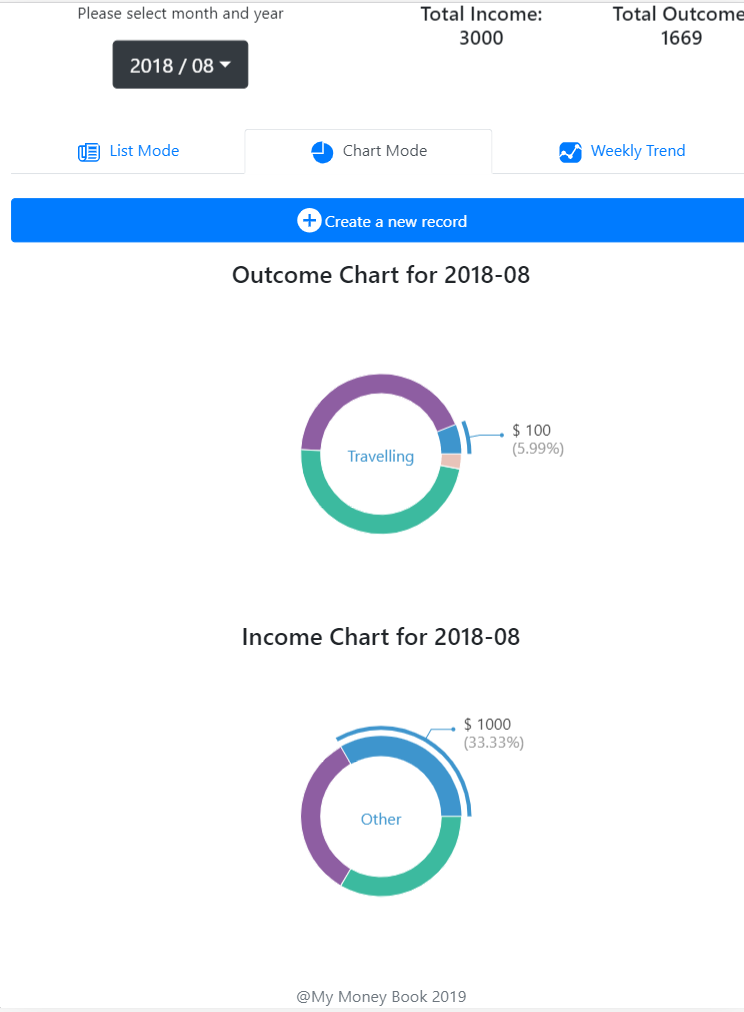 Please select month and year
2018 / 08
Total Income:
3000
Total Outcome
1669
List Mode
Chart Mode
Weekly Trend
Create a new record
Outcome Chart for 2018-08
Travelling
$ 100
(5.99%)
Income Chart for 2018-08
$ 1000
(33.33%)
Other
@My Money Book 2019